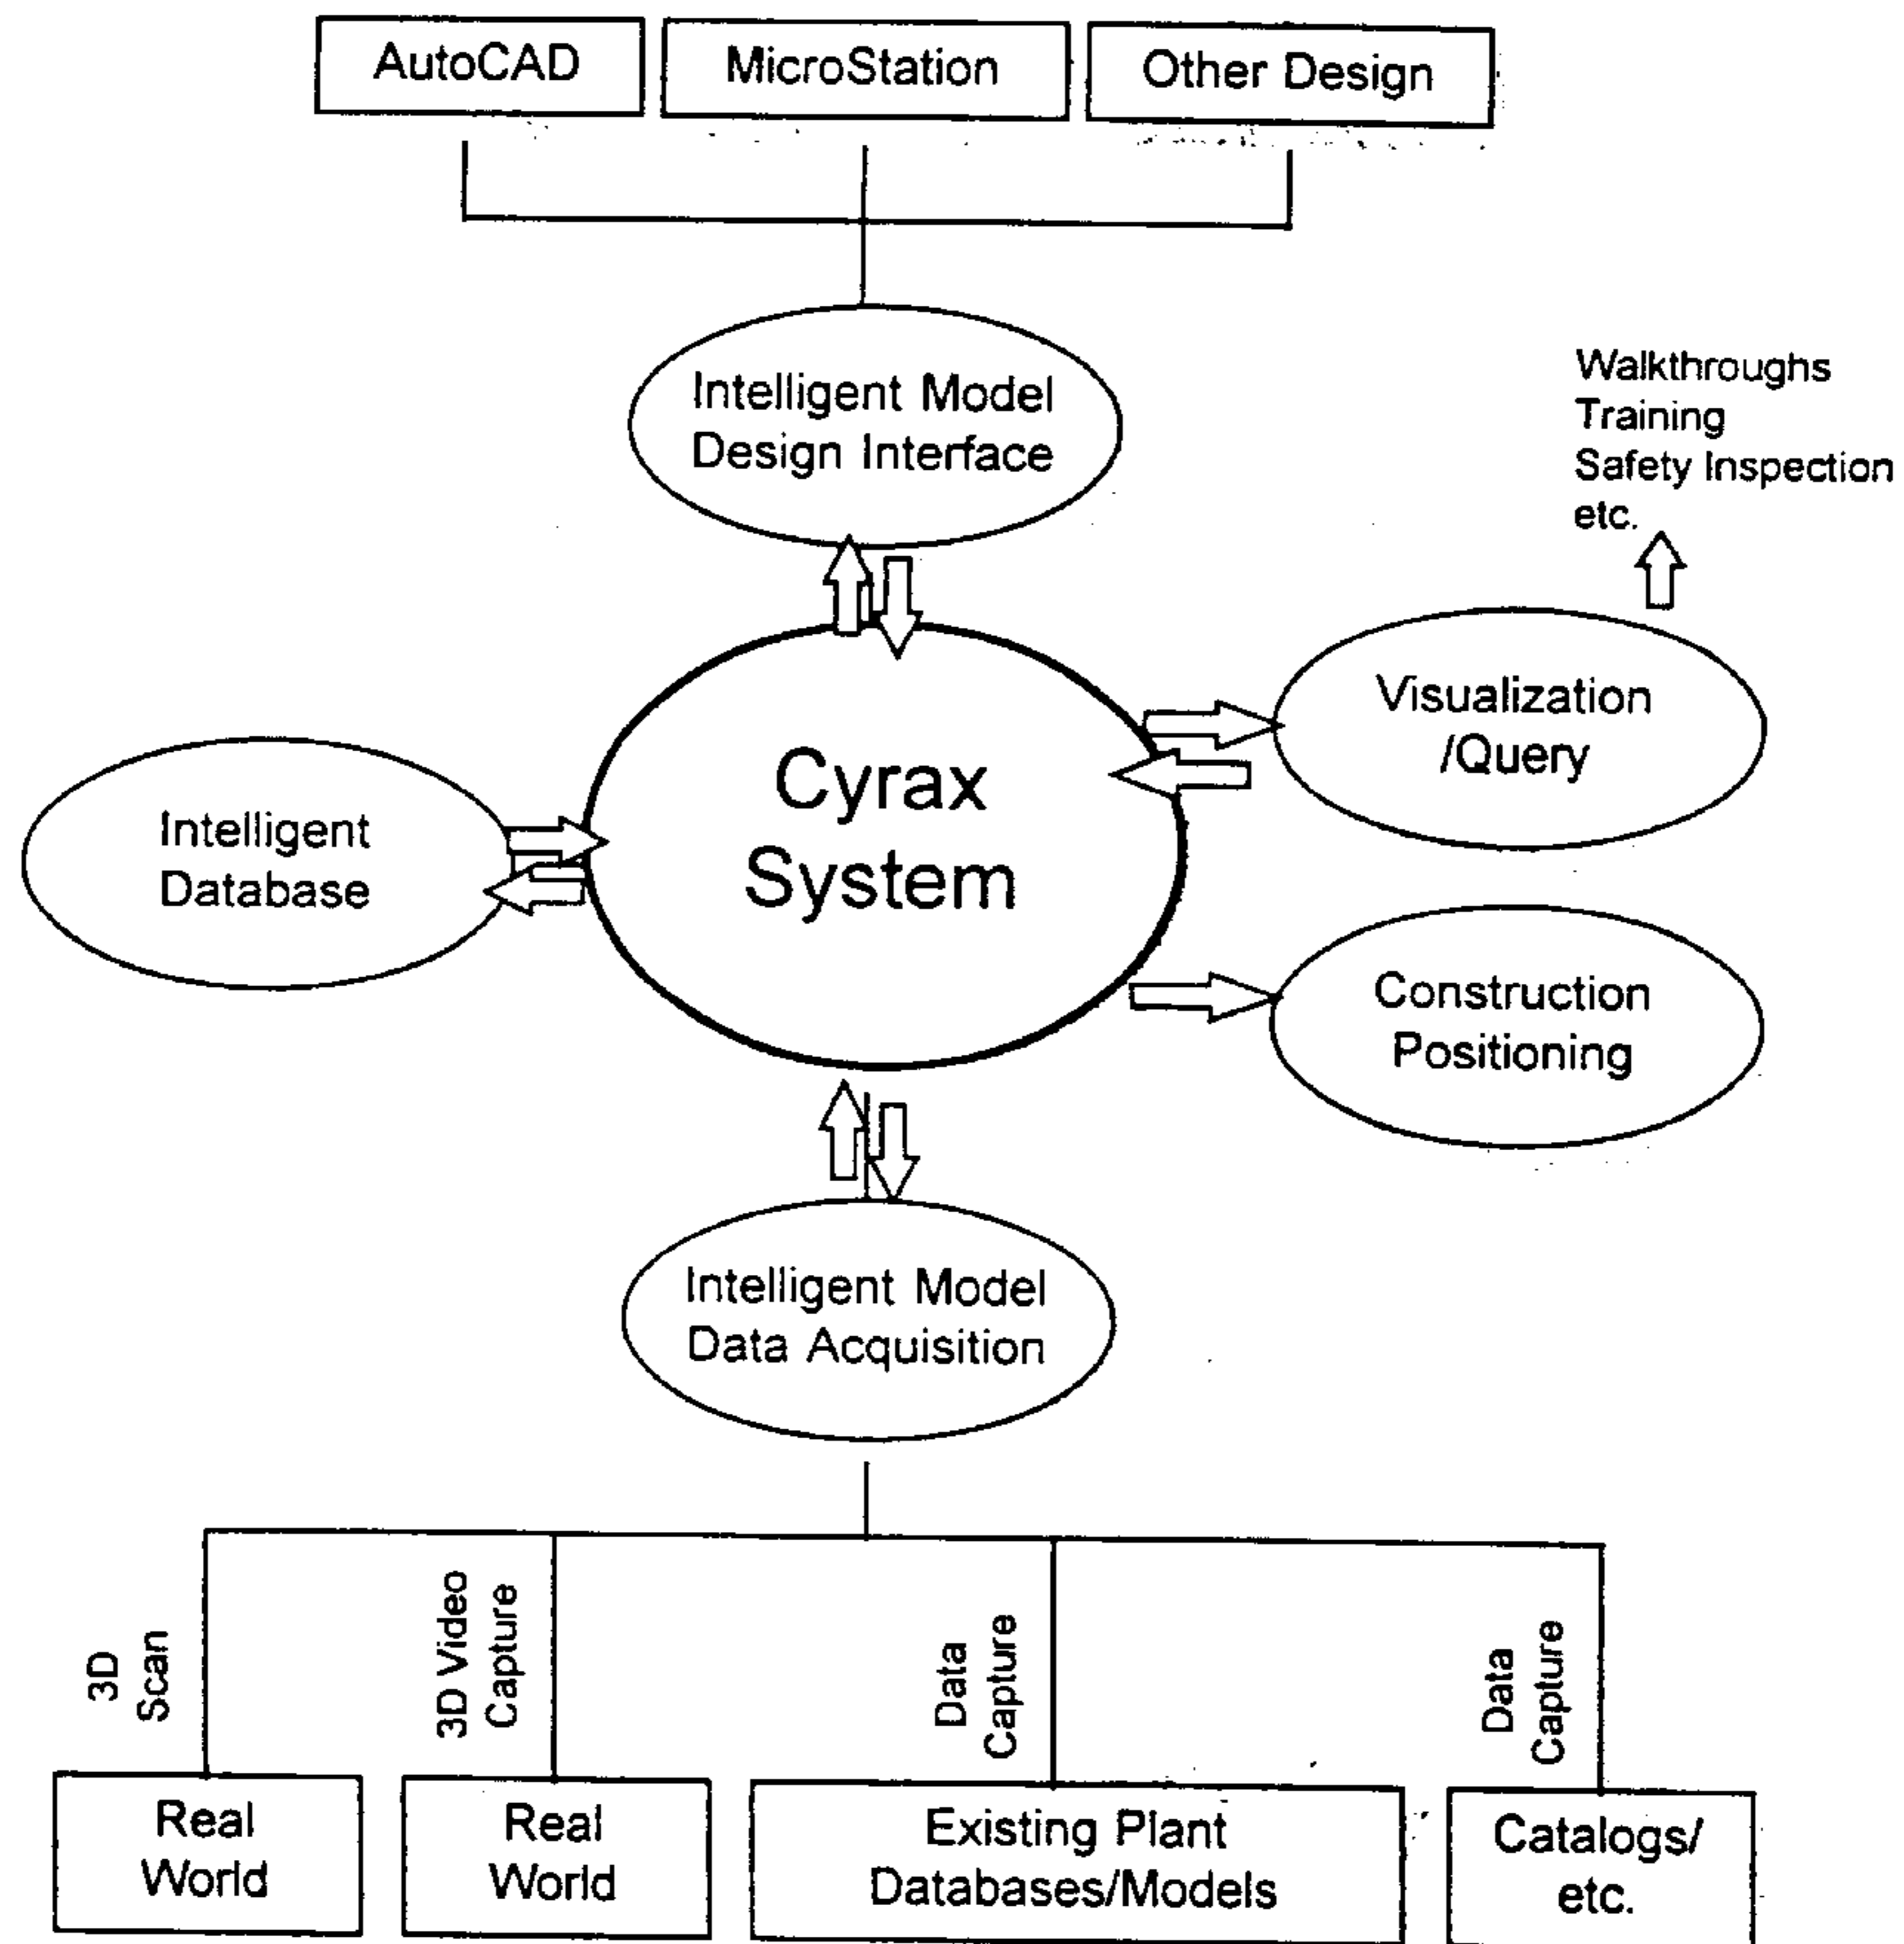 AutoCAD
MicroStation
Other Design
Intelligent Model
Design Interface
Walkthroughs
Training
Safety Inspection
etc.
Visualization
/Query
Cyrax
System
Intelligent
Database
Construction
Positioning
Intelligent Model
Data Acquisition
3D
Scan
3D Video
Capture
Data
Capture
Data
Capture
Real
World
Real
World
Existing Plant
Databases/Models
Catalogs/
etc.